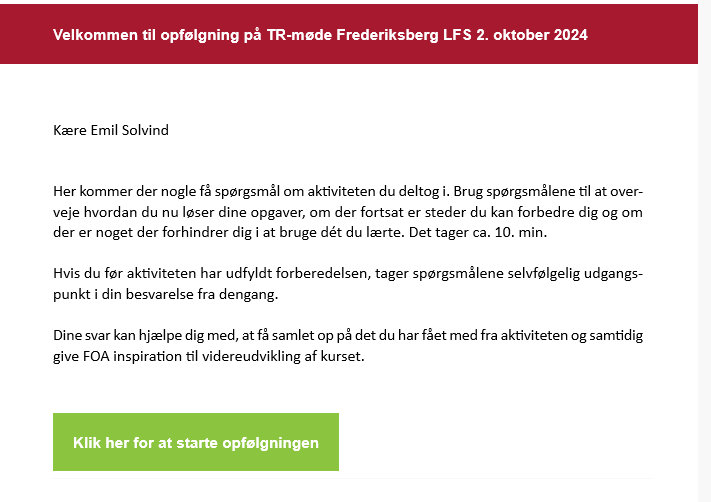 Velkommen til opfølgning på TR-møde Frederiksberg LFS 2. oktober 2024
Kære Emil Solvind
Her kommer der nogle få spørgsmål om aktiviteten du deltog i. Brug spørgsmålene til at over-
veje hvordan du nu løser dine opgaver, om der fortsat er steder du kan forbedre dig og om
der er noget der forhindrer dig i at bruge dét du lærte. Det tager ca. 10. min.
Hvis du før aktiviteten har udfyldt forberedelsen, tager spørgsmålene selvfølgelig udgangs-
punkt i din besvarelse fra dengang.
Dine svar kan hjælpe dig med, at få samlet op på det du har fået med fra aktiviteten og samtidig
give FOA inspiration til videreudvikling af kurset.
Klik her for at starte opfølgningen